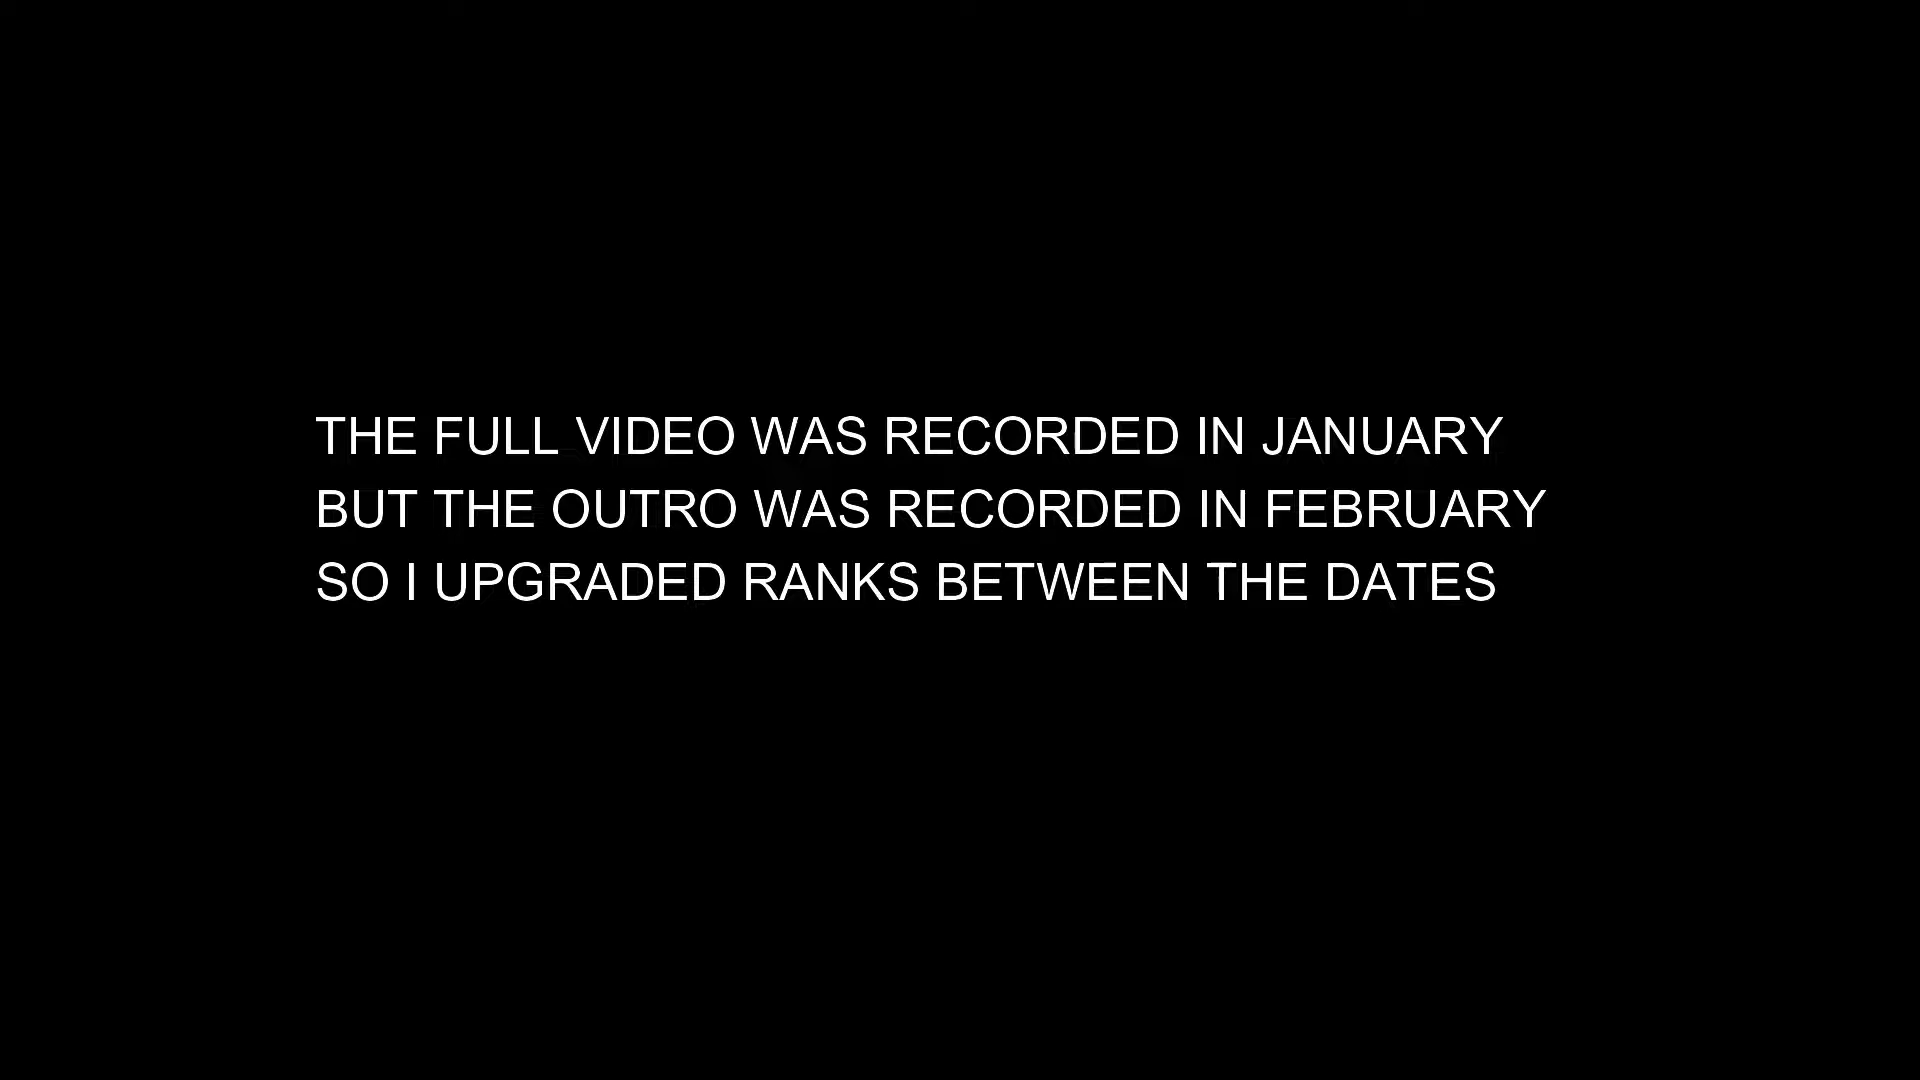 THE FULL VIDEO WAS RECORDED IN JANUARY
BUT THE OUTRO WAS RECORDED IN FEBRUARY
SO I UPGRADED RANKS BETWEEN THE DATES